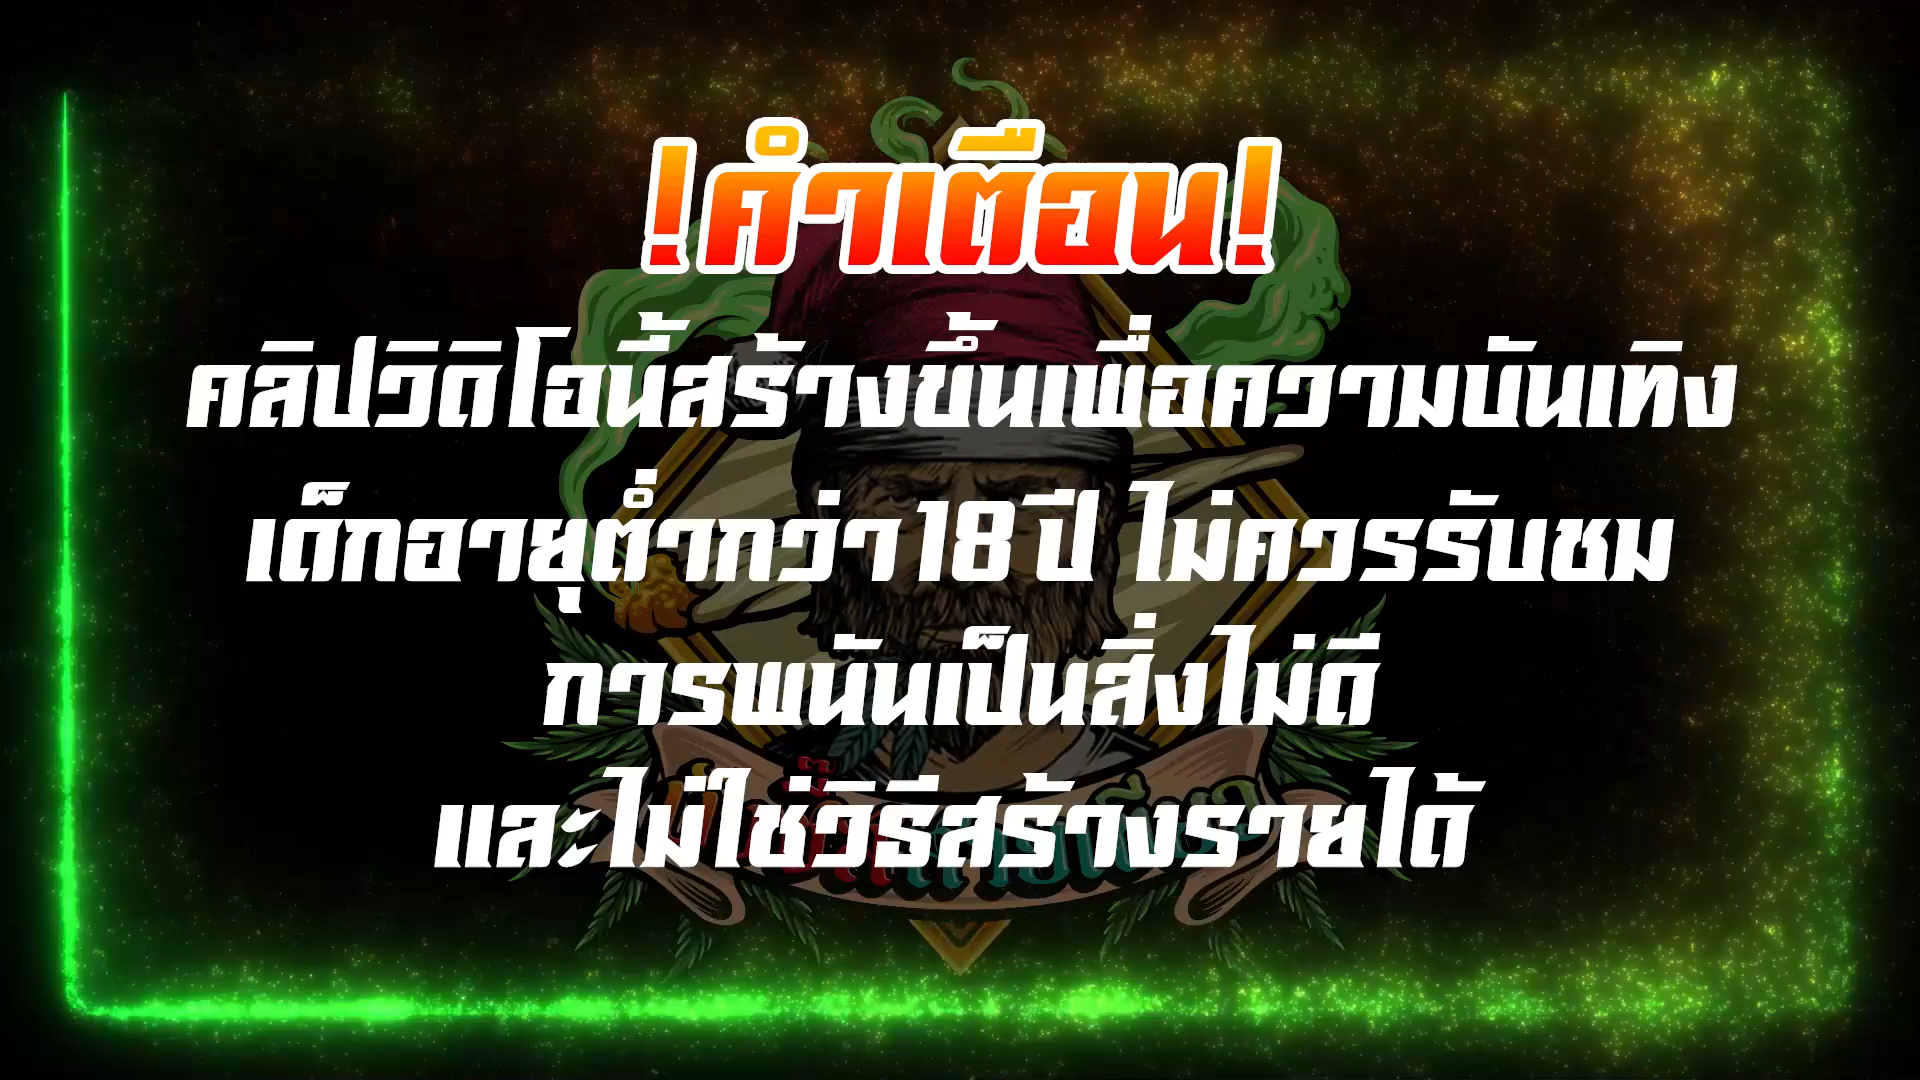 !คำเตือน!
คลิปวิดิโอนี้สร้างขึ้นเพื่อความบันเทิง
เด็กอายุต่ำกว่า 18 ปี ไม่ควรรับชม
การพนันเป็นสิ่งไม่ดี
และไม่ใช่วิธีสร้างรายได้